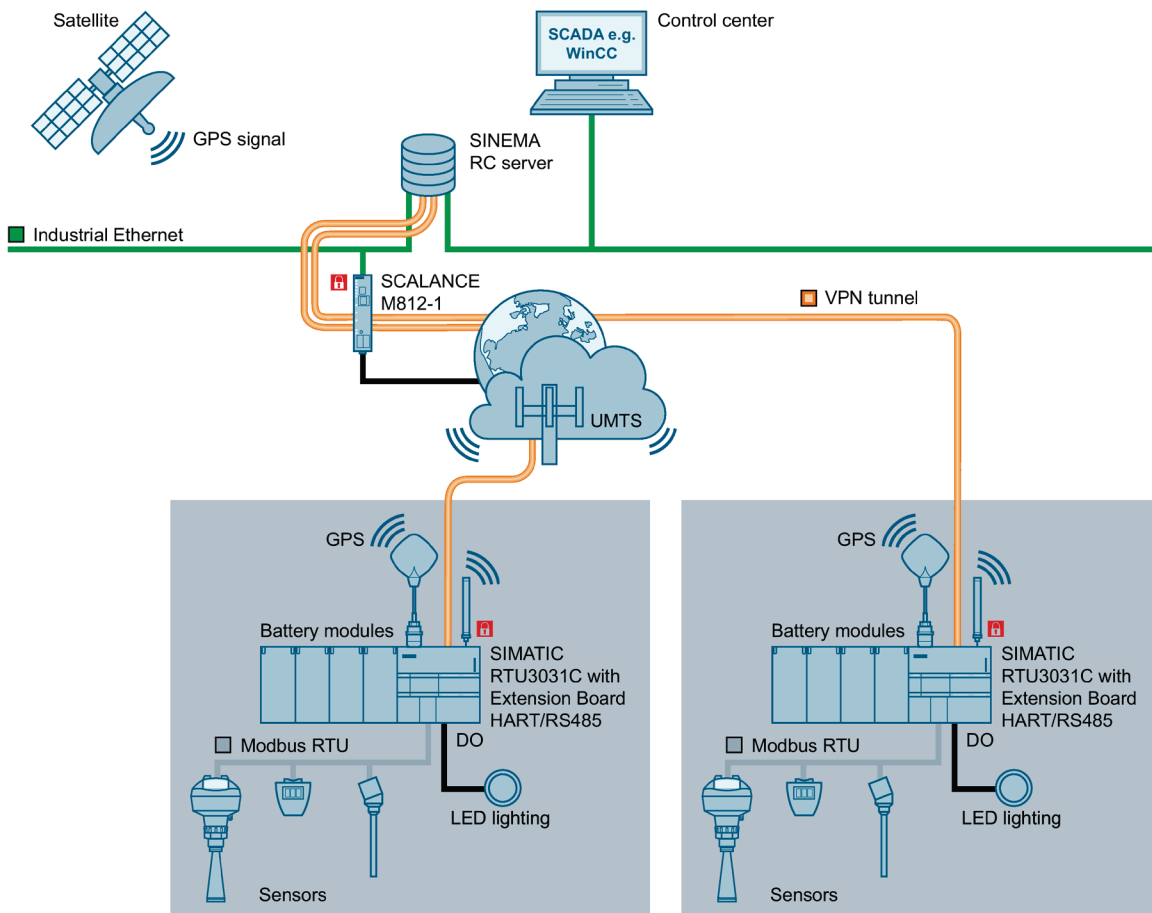 Satellite
Control center
SCADA e.g.
WinCC
GPS signal
SINEMA
RC server
Industrial Ethernet
SCALANCE
M812-1
VPN tunnel
UMTS
GPS
Battery modules
SIMATIC
RTU3031C with
Extension Board
HART/RS485
DO
Modbus RTU
LED lighting
Sensors
GPS
Battery modules
SIMATIC
RTU3031C with
Extension Board
HART/RS485
DO
Modbus RTU
LED lighting
Sensors